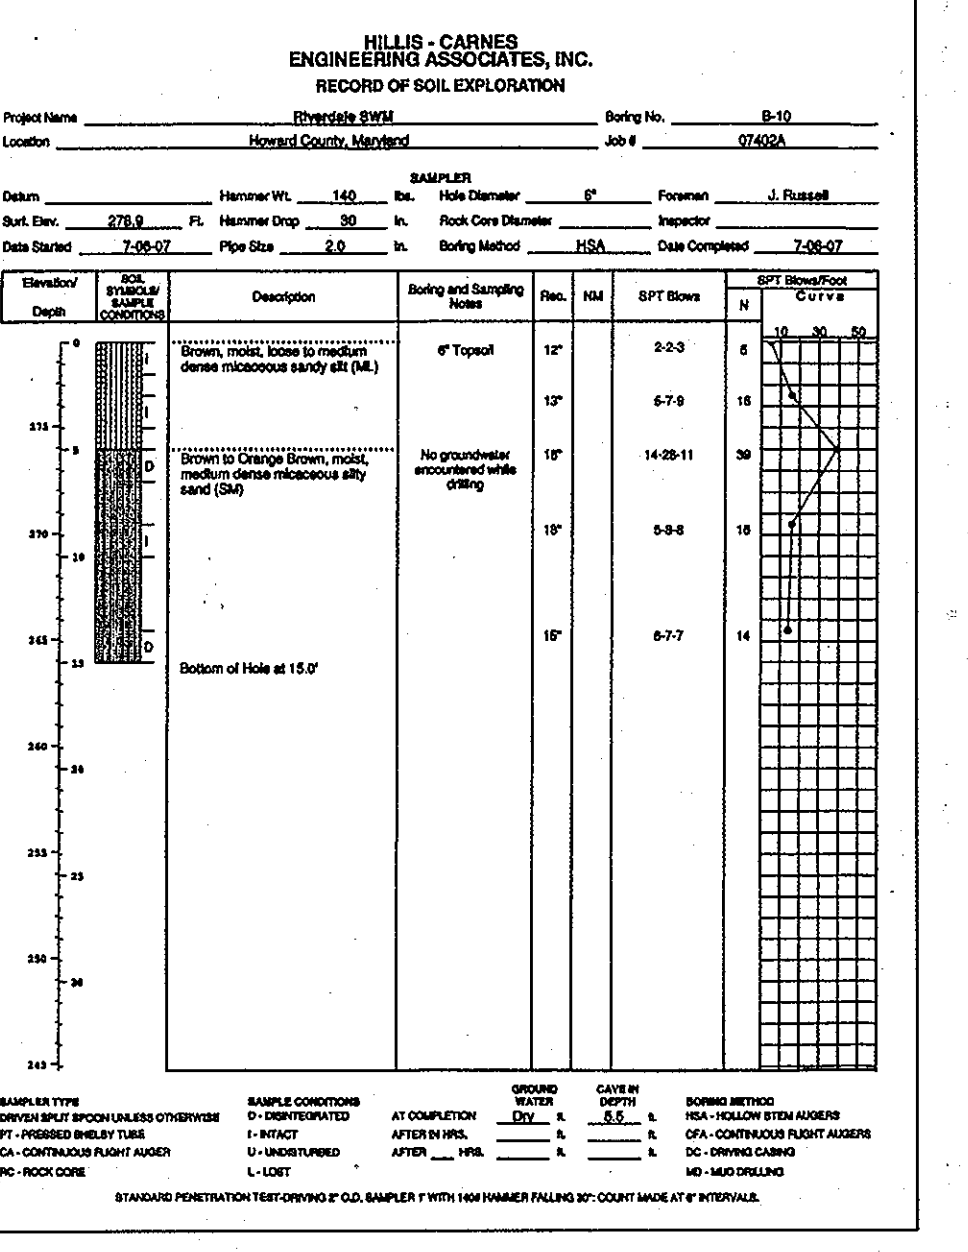 HILLIS - CARNES
ENGINEERING ASSOCIATES, INC.
RECORD OF SOIL EXPLORATION
Project Name Riverdale SWM Boring No. B-10
Location Howard County, Maryland Job # 07402A
SAMPLER
Datum Hammer Wt. 140 lbs. Hole Diameter 6" Foreman J. Russell
Surf. Elev. 278.9 Ft. Hammer Drop 30 in. Rock Core Diameter Inspector
Date Started 7-06-07 Pipe Size 2.0 in. Boring Method HSA Date Completed 7-06-07
Elevation/ Depth
SOIL SYMBOLS/ SAMPLE CONDITIONS
Description
Boring and Sampling Notes
Rec. NM SPT Blows
SPT Blows/Foot
N Curve
10 30 50
0
Brown, moist, loose to medium 6" Topsoil 12" 2-2-3 5
dense micaceous sandy silt (ML)
I
I 13" 16
275
5
Brown to Orange Brown, moist, No groundwater 14-28-11 39
D medium dense micaceous silty encountered while
sand (SM) drilling
270 I
10
365 D 15" 6-7-7 14
15
Bottom of Hole at 15.0'
260
255
25
250
30
245
SAMPLER TYPE
DRIVEN SPLIT SPOON UNLESS OTHERWISE
PT - PRESSED SHELBY TUBE
CA - CONTINUOUS FLIGHT AUGER
RC - ROCK CORE
SAMPLE CONDITIONS
D - DISINTEGRATED
I - INTACT
U - UNDISTURBED
L - LOST
GROUND WATER CAVE IN DEPTH
AT COMPLETION Dry ft. 5.5 ft.
AFTER 24 HRS. ft. ft.
AFTER HRS. ft. ft.
BORING METHOD
HSA - HOLLOW STEM AUGERS
CFA - CONTINUOUS FLIGHT AUGERS
DC - DRIVING CASING
MD - MUD DRILLING
STANDARD PENETRATION TEST-DRIVING 2" O.D. SAMPLER 1' WITH 140# HAMMER FALLING 30": COUNT MADE AT 6" INTERVALS.